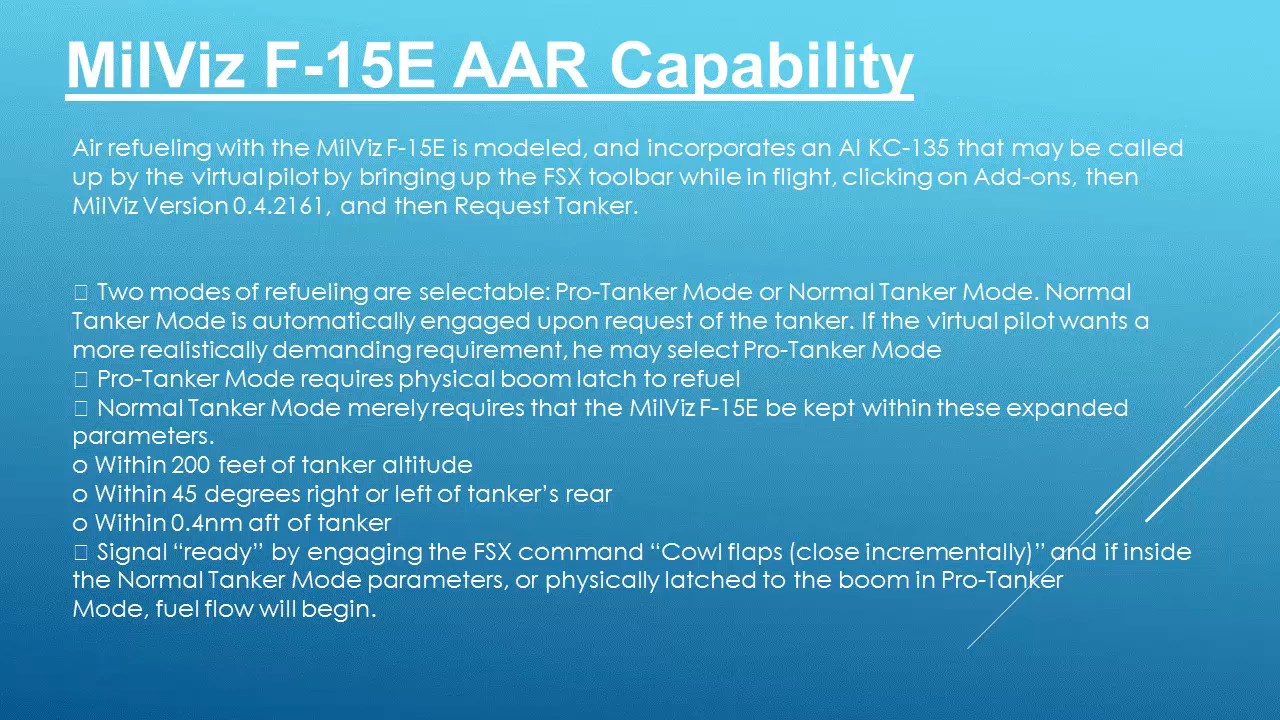 MilViz F-15E AAR Capability
Air refueling with the MilViz F-15E is modeled, and incorporates an AI KC-135 that may be called
up by the virtual pilot by bringing up the FSX toolbar while in flight, clicking on Add-ons, then
MilViz Version 0.4.2161, and then Request Tanker.
□ Two modes of refueling are selectable: Pro-Tanker Mode or Normal Tanker Mode. Normal
Tanker Mode is automatically engaged upon request of the tanker. If the virtual pilot wants a
more realistically demanding requirement, he may select Pro-Tanker Mode
□ Pro-Tanker Mode requires physical boom latch to refuel
□ Normal Tanker Mode merely requires that the MilViz F-15E be kept within these expanded
parameters.
o Within 200 feet of tanker altitude
o Within 45 degrees right or left of tanker’s rear
o Within 0.4nm aft of tanker
□ Signal “ready” by engaging the FSX command “Cowl flaps (close incrementally)” and if inside
the Normal Tanker Mode parameters, or physically latched to the boom in Pro-Tanker
Mode, fuel flow will begin.